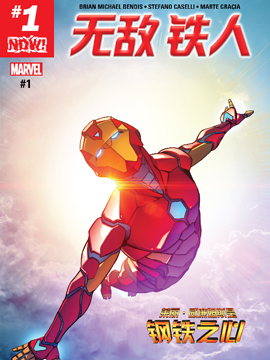 #1
NOW!
MARVEL
#1
BRIAN MICHAEL BENDIS • STEFANO CASELLI • MARTE GRACIA
无敌 铁人
钢铁之心